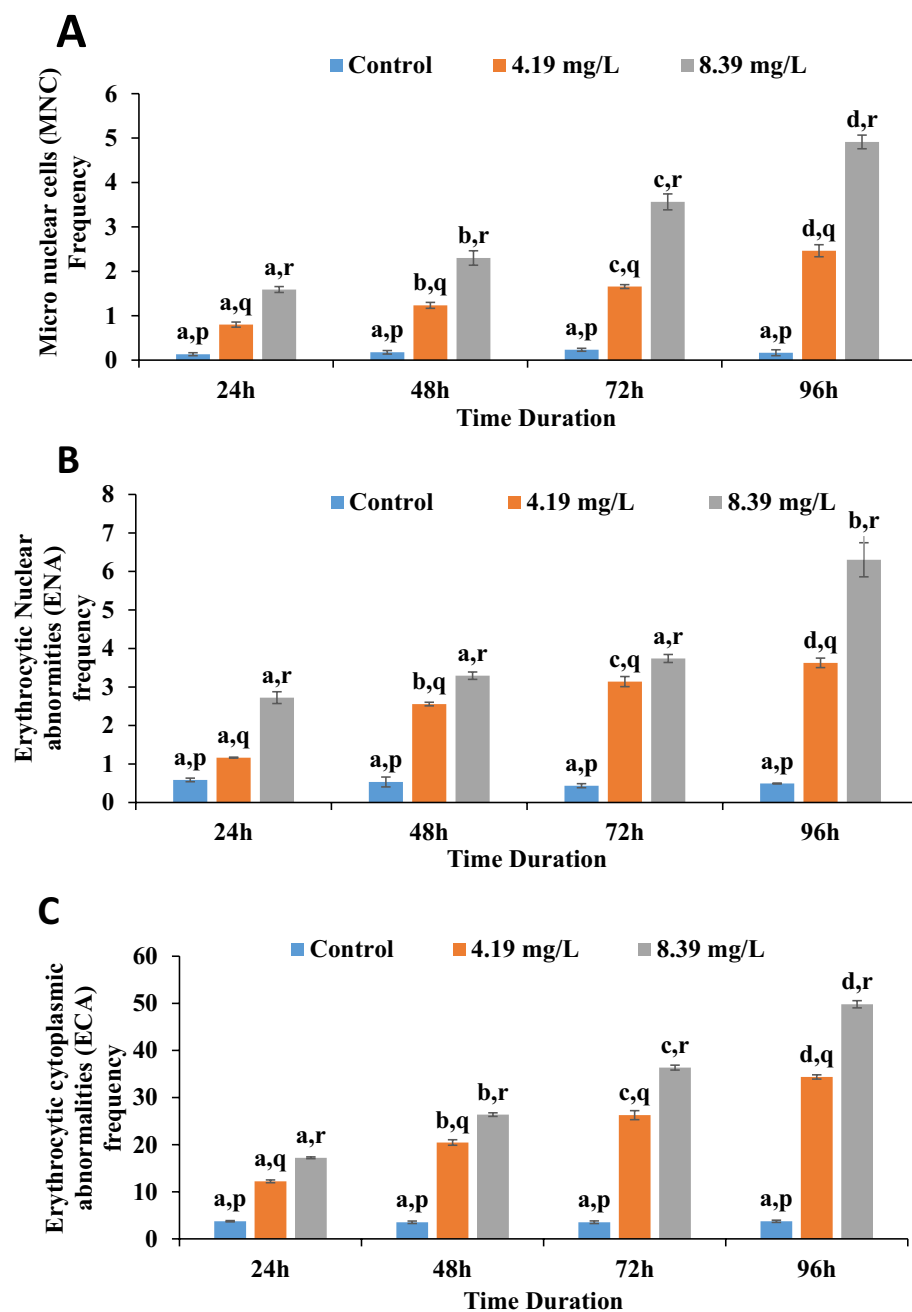 A
Control 4.19 mg/L 8.39 mg/L
Micro nuclear cells (MNC)
Frequency
6
5
4
3
2
1
0
a,p a,q a,r
a,p b,q b,r
a,p c,q c,r
a,p d,q d,r
24h 48h 72h 96h
Time Duration
B
Control 4.19 mg/L 8.39 mg/L
Erythrocytic Nuclear
abnormities (ENA)
frequency
8
7
6
5
4
3
2
1
0
a,p a,q a,r
a,p b,q a,r
a,p c,q a,r
a,p d,q b,r
24h 48h 72h 96h
Time Duration
C
Control 4.19 mg/L 8.39 mg/L
Erythrocytic cytoplasmic
abnormalities (ECA)
frequency
60
50
40
30
20
10
0
a,p a,q a,r
a,p b,q b,r
a,p c,q c,r
a,p d,q d,r
24h 48h 72h 96h
Time Duration